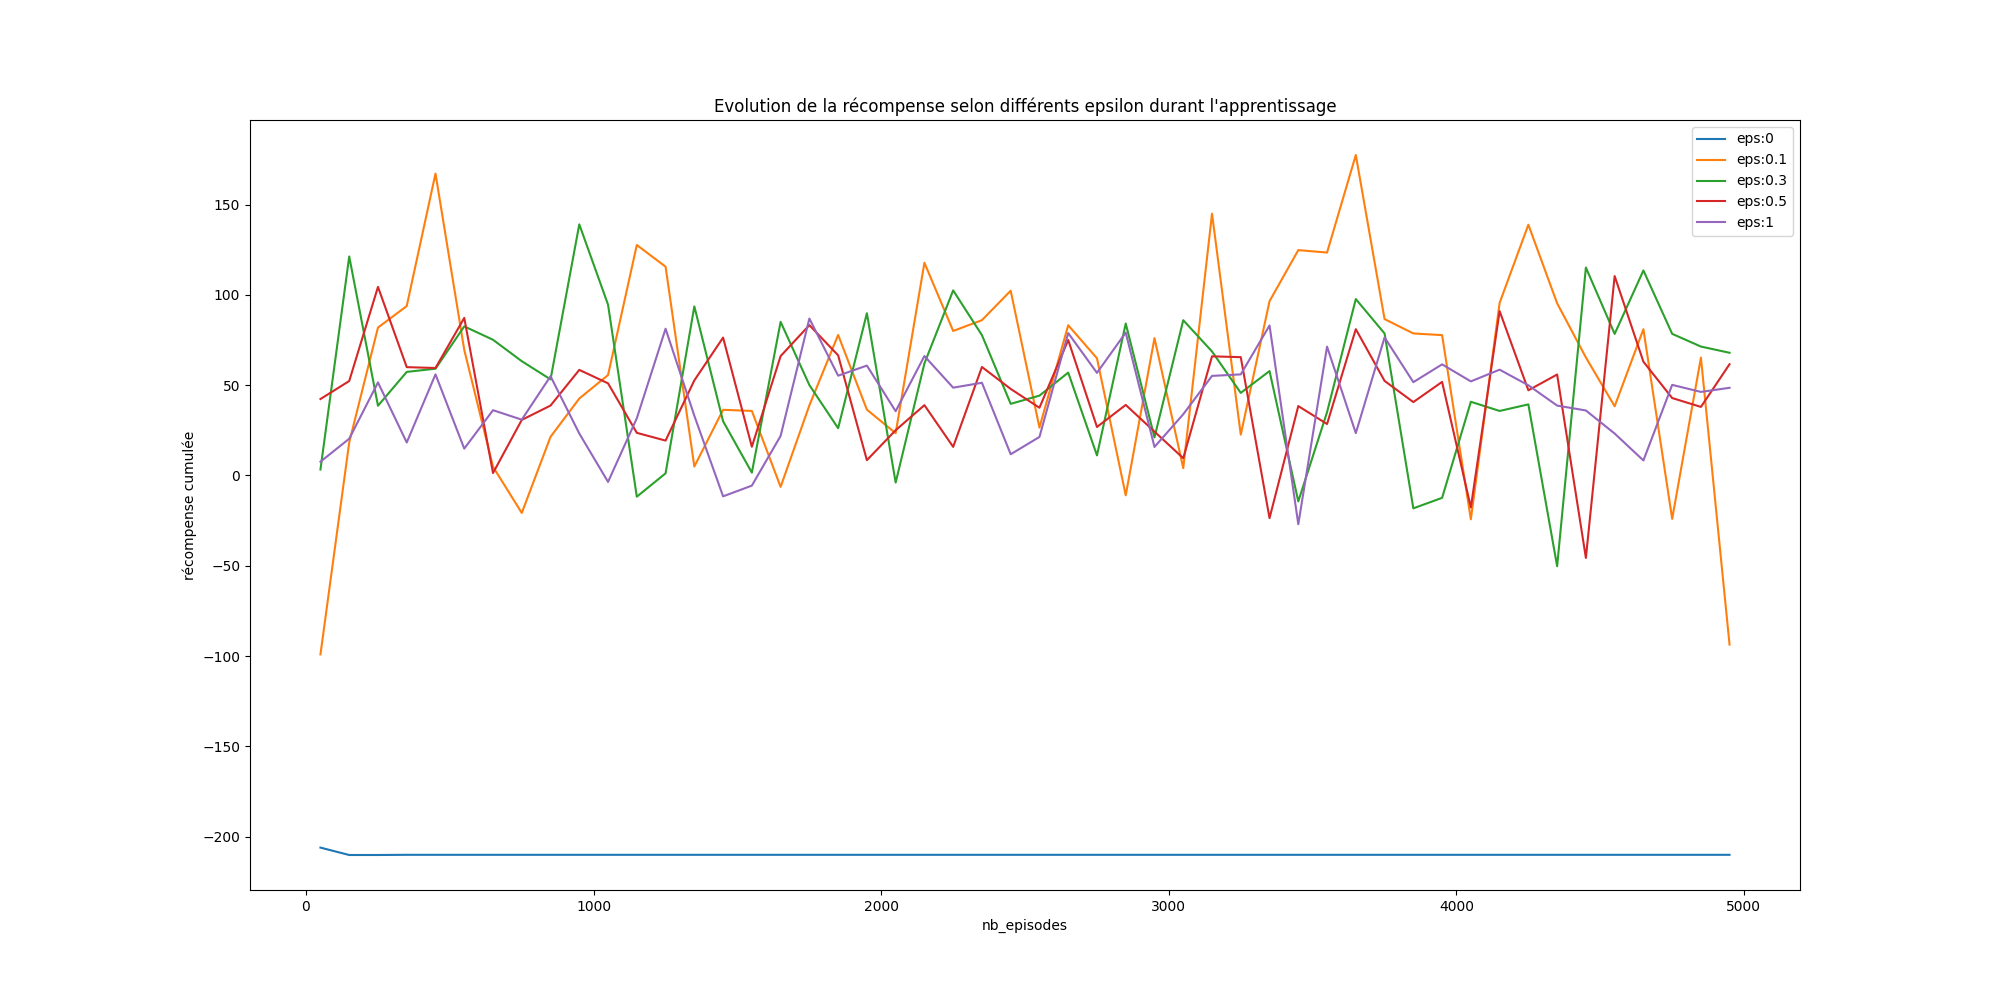 Evolution de la récompense selon différents epsilon durant l'apprentissage
eps:0
eps:0.1
eps:0.3
eps:0.5
eps:1
150
100
50
0
−50
−100
−150
−200
récompense cumulée
0
1000
2000
3000
4000
5000
nb_episodes